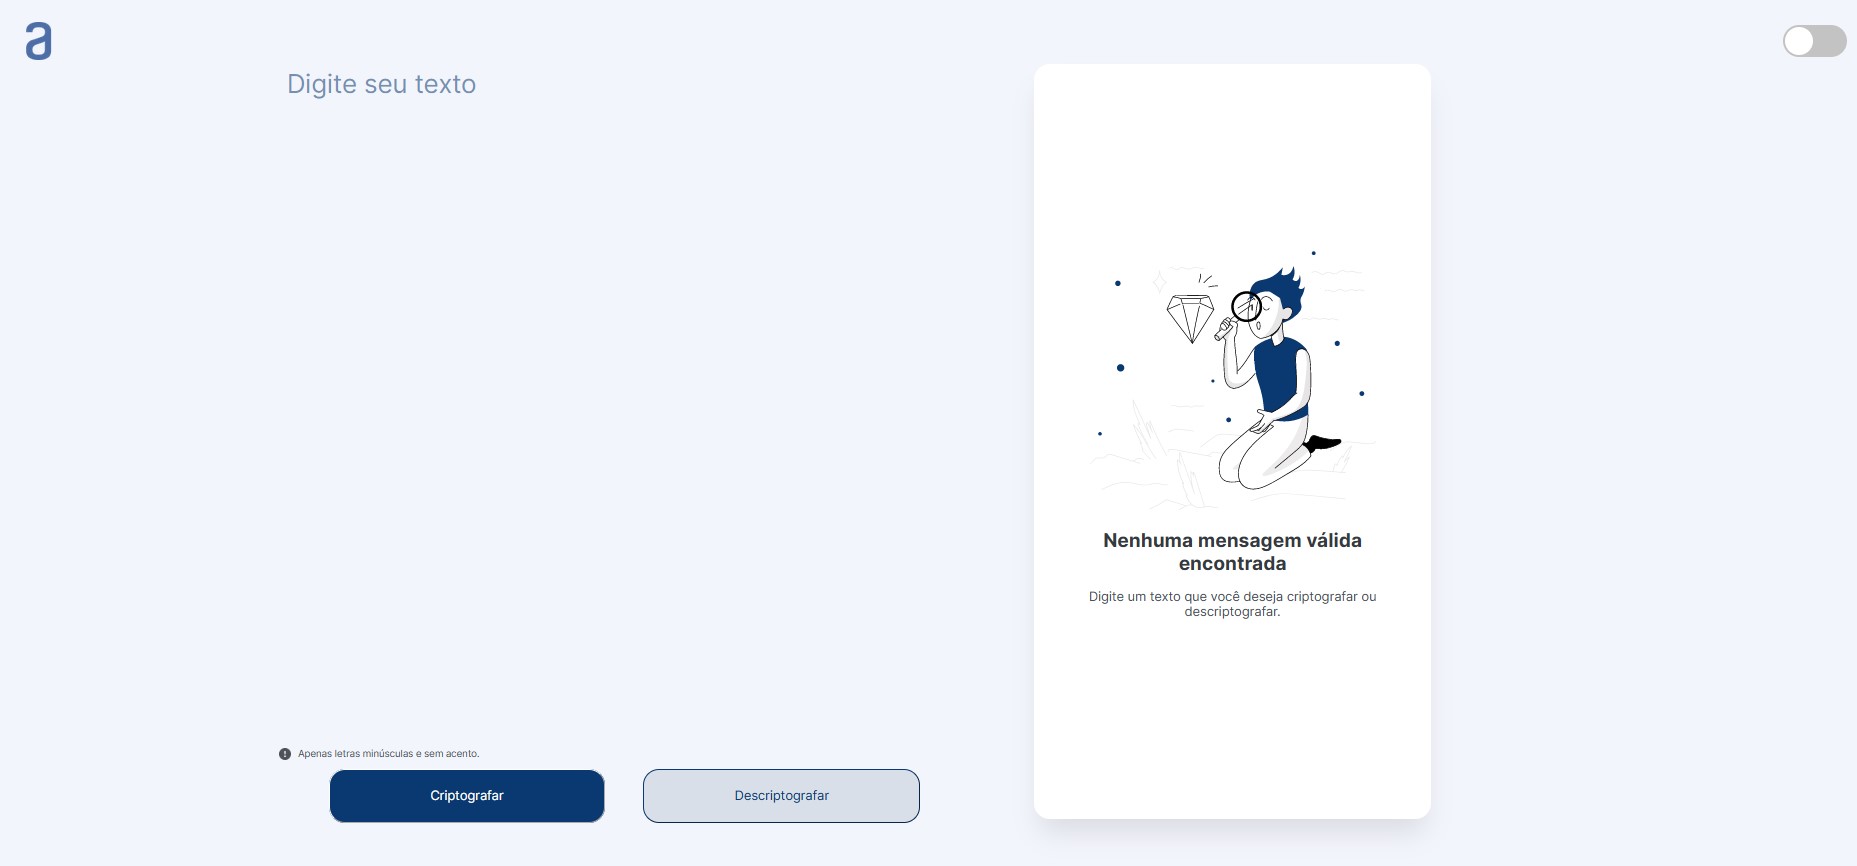 a
Digite seu texto
Nenhuma mensagem válida
encontrada
Digite um texto que você deseja criptografar ou
descriptografar.
Apenas letras minúsculas e sem acento.
Criptografar
Descriptografar